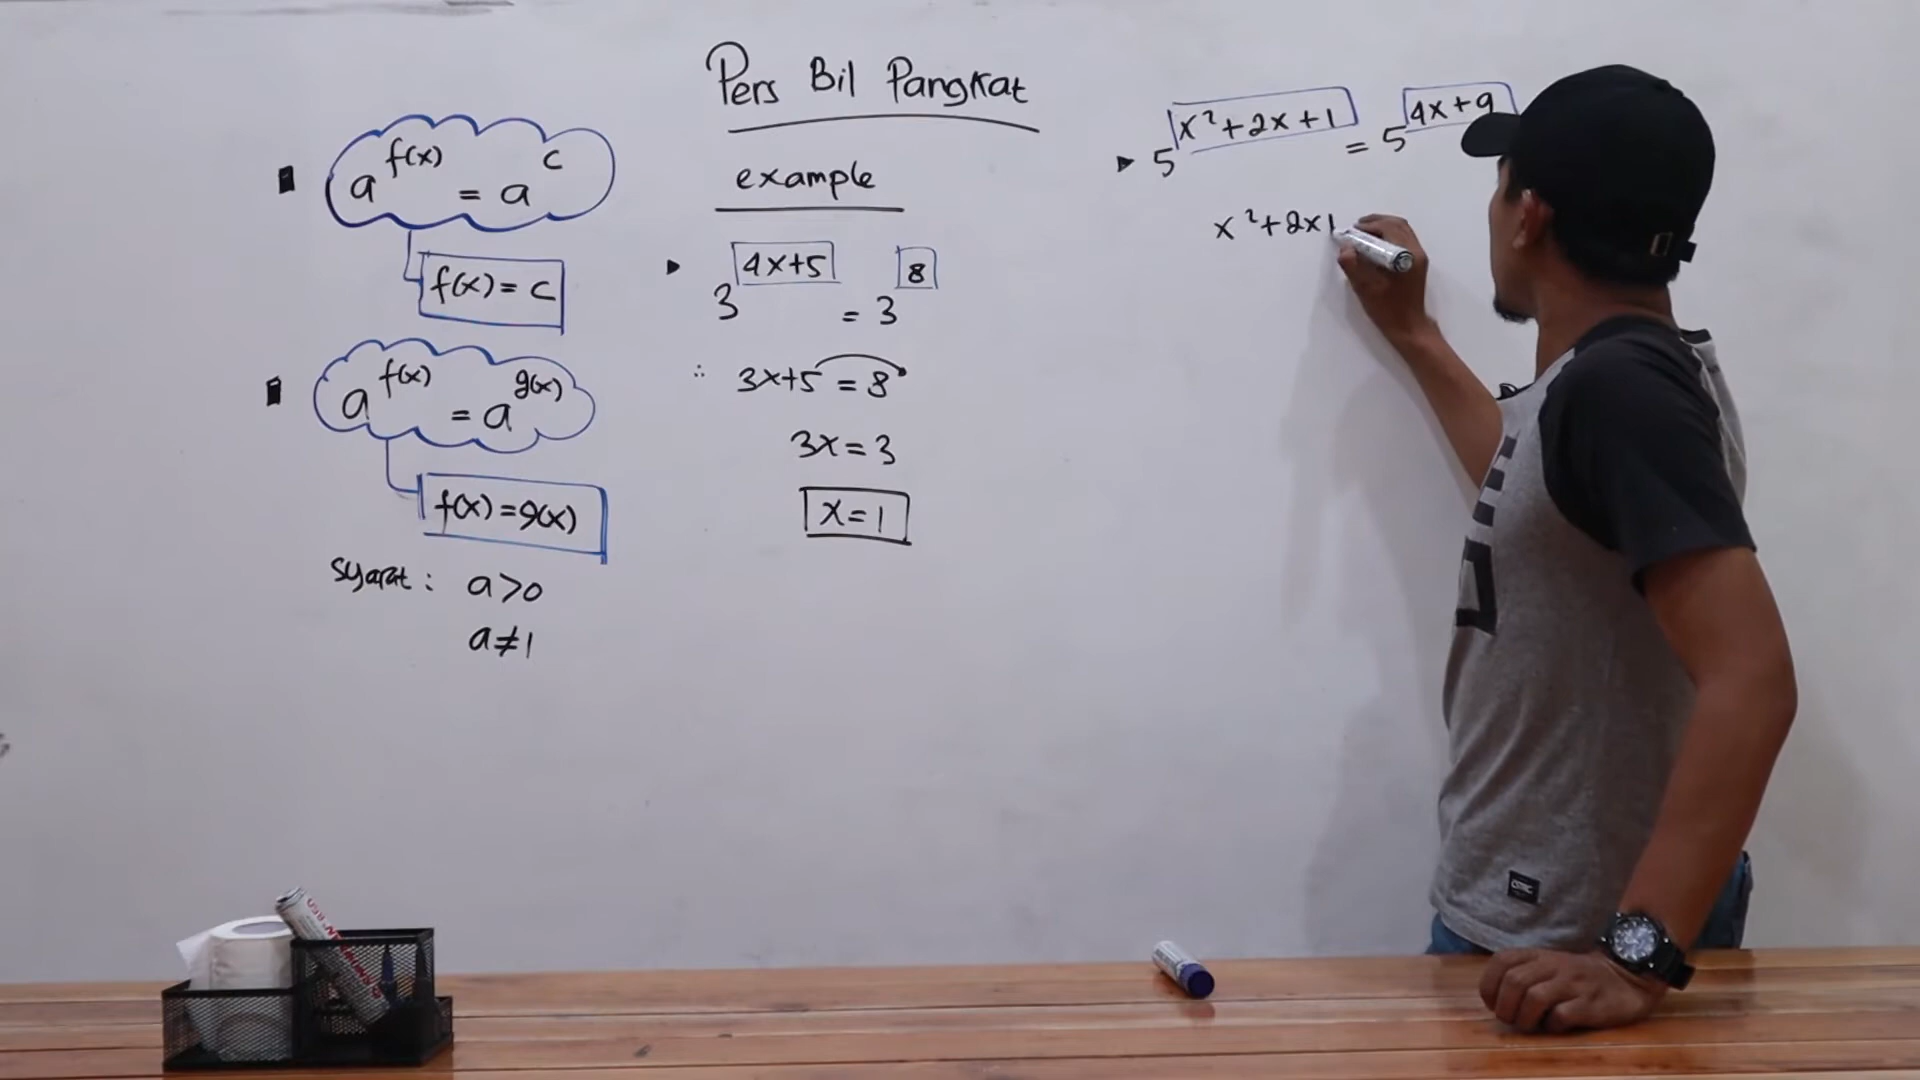 Pers Bil Pangkat
a^f(x) = a^c
f(x) = c
a^f(x) = a^g(x)
f(x) = g(x)
Syarat : a > 0
a ≠ 1
example
3^4x+5 = 3^8
∴ 3x+5 = 8
3x = 3
x = 1
5^x²+2x+1 = 5^4x+9
x²+2x